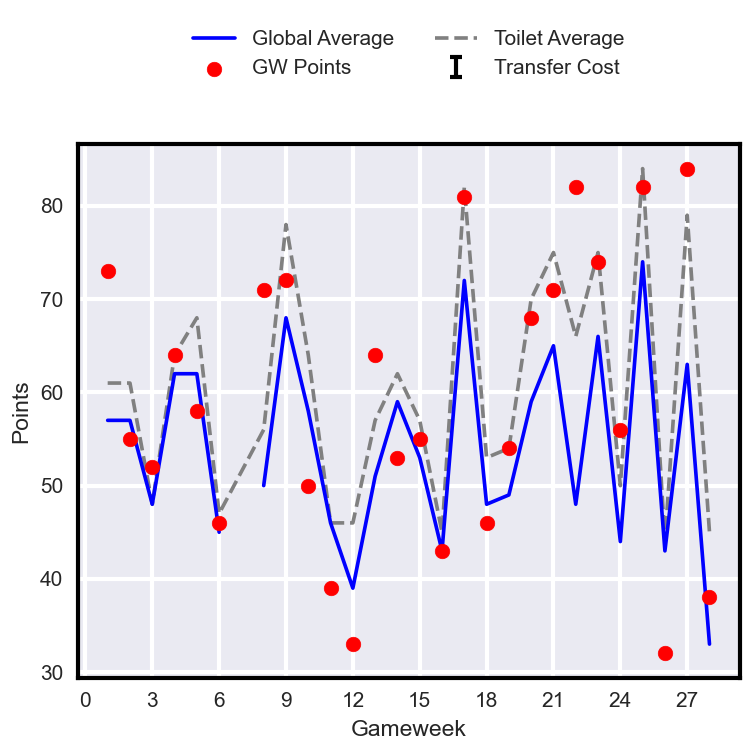 Global Average
Toilet Average
GW Points
Transfer Cost
80
70
60
50
40
30
Points
0 3 6 9 12 15 18 21 24 27
Gameweek